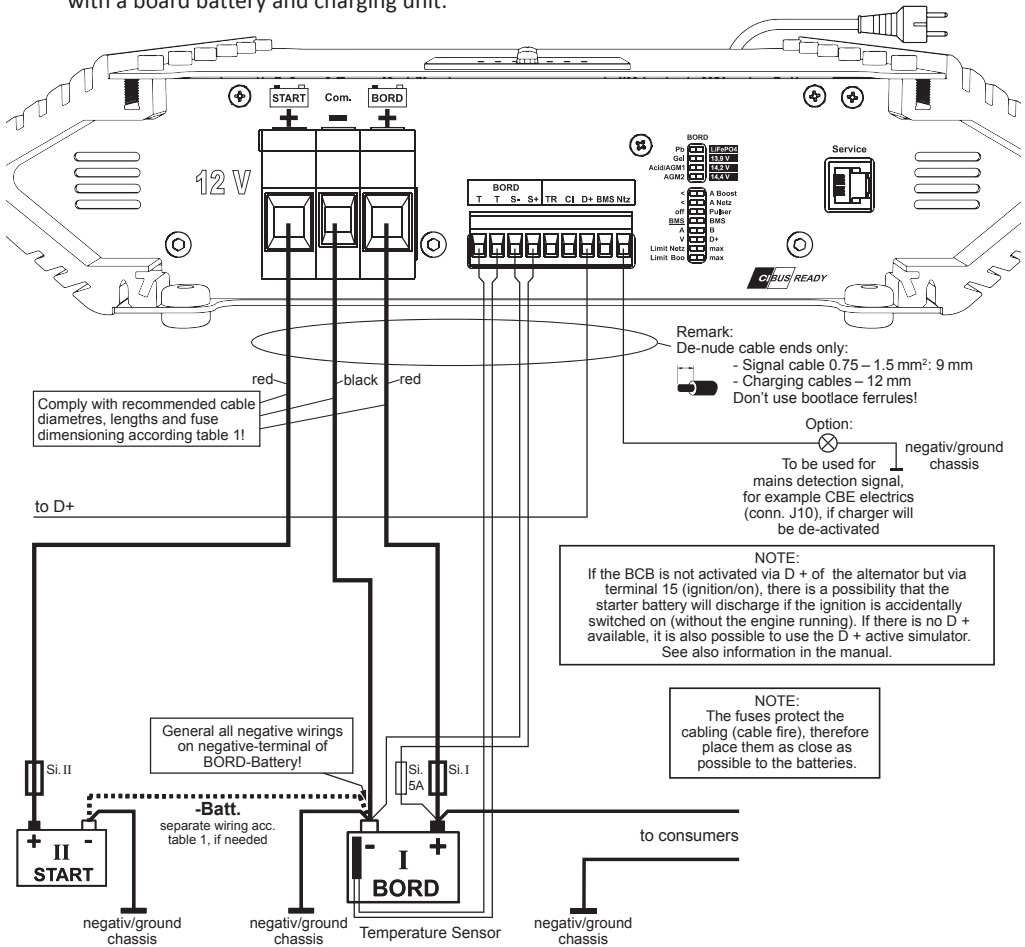 with a board battery and charging unit.
START Com. BORD
+ - +
12 V
BORD
Pb LiFePO4
Gel 13,9 V
Acid/AGM1 14,2 V
AGM2 14,4 V
< A Boost
< A Netz
off Pulser
BMS BMS
A B
V D+
Limit Netz max
Limit Boo max
Service
BORD
T T S- S+ TR CI D+ BMS Ntz
CIBUS READY
Remark:
De-nude cable ends only:
- Signal cable 0.75 – 1.5 mm²: 9 mm
- Charging cables – 12 mm
Don't use bootlace ferrules!
red
black
red
Comply with recommended cable
diametres, lengths and fuse
dimensioning according table 1!
Option:
negativ/ground
chassis
To be used for
mains detection signal,
for example CBE electrics
(conn. J10), if charger will
be de-activated
to D+
NOTE:
If the BCB is not activated via D + of the alternator but via
terminal 15 (ignition/on), there is a possibility that the
starter battery will discharge if the ignition is accidentally
switched on (without the engine running). If there is no D +
available, it is also possible to use the D + active simulator.
See also information in the manual.
NOTE:
The fuses protect the
cabling (cable fire), therefore
place them as close as
possible to the batteries.
General all negative wirings
on negative-terminal of
BORD-Battery!
Si. II
Si.
5A
Si. I
-Batt.
separate wiring acc.
table 1, if needed
+ -
II
START
- +
I
BORD
to consumers
negativ/ground
chassis
negativ/ground
chassis
Temperature Sensor
negativ/ground
chassis